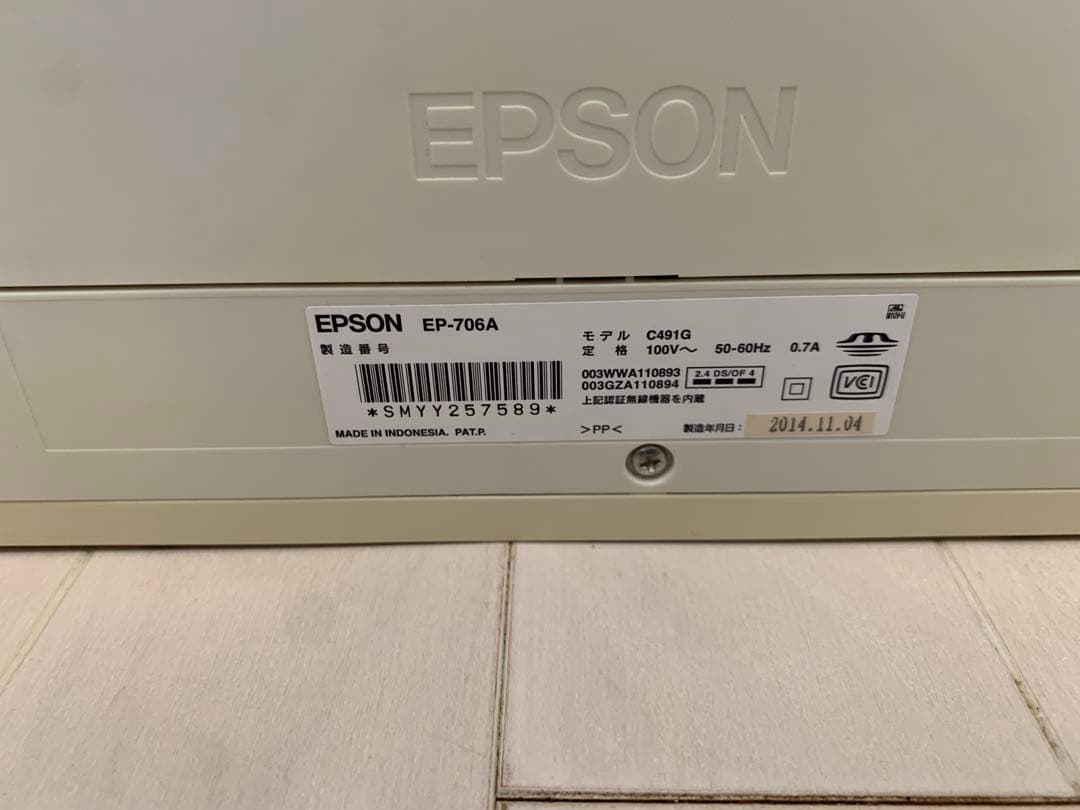 EPSON
EPSON EP-706A
製造番号
*SMYY257589*
MADE IN INDONESIA. PAT.P.
モデル C491G
定格 100V～ 50-60Hz 0.7A
003WWA110893
003GZA110894
2.4 DS/OF 4
上記認証無線機器を内蔵
>PP<
製造年月日： 2014.11.04
VCI